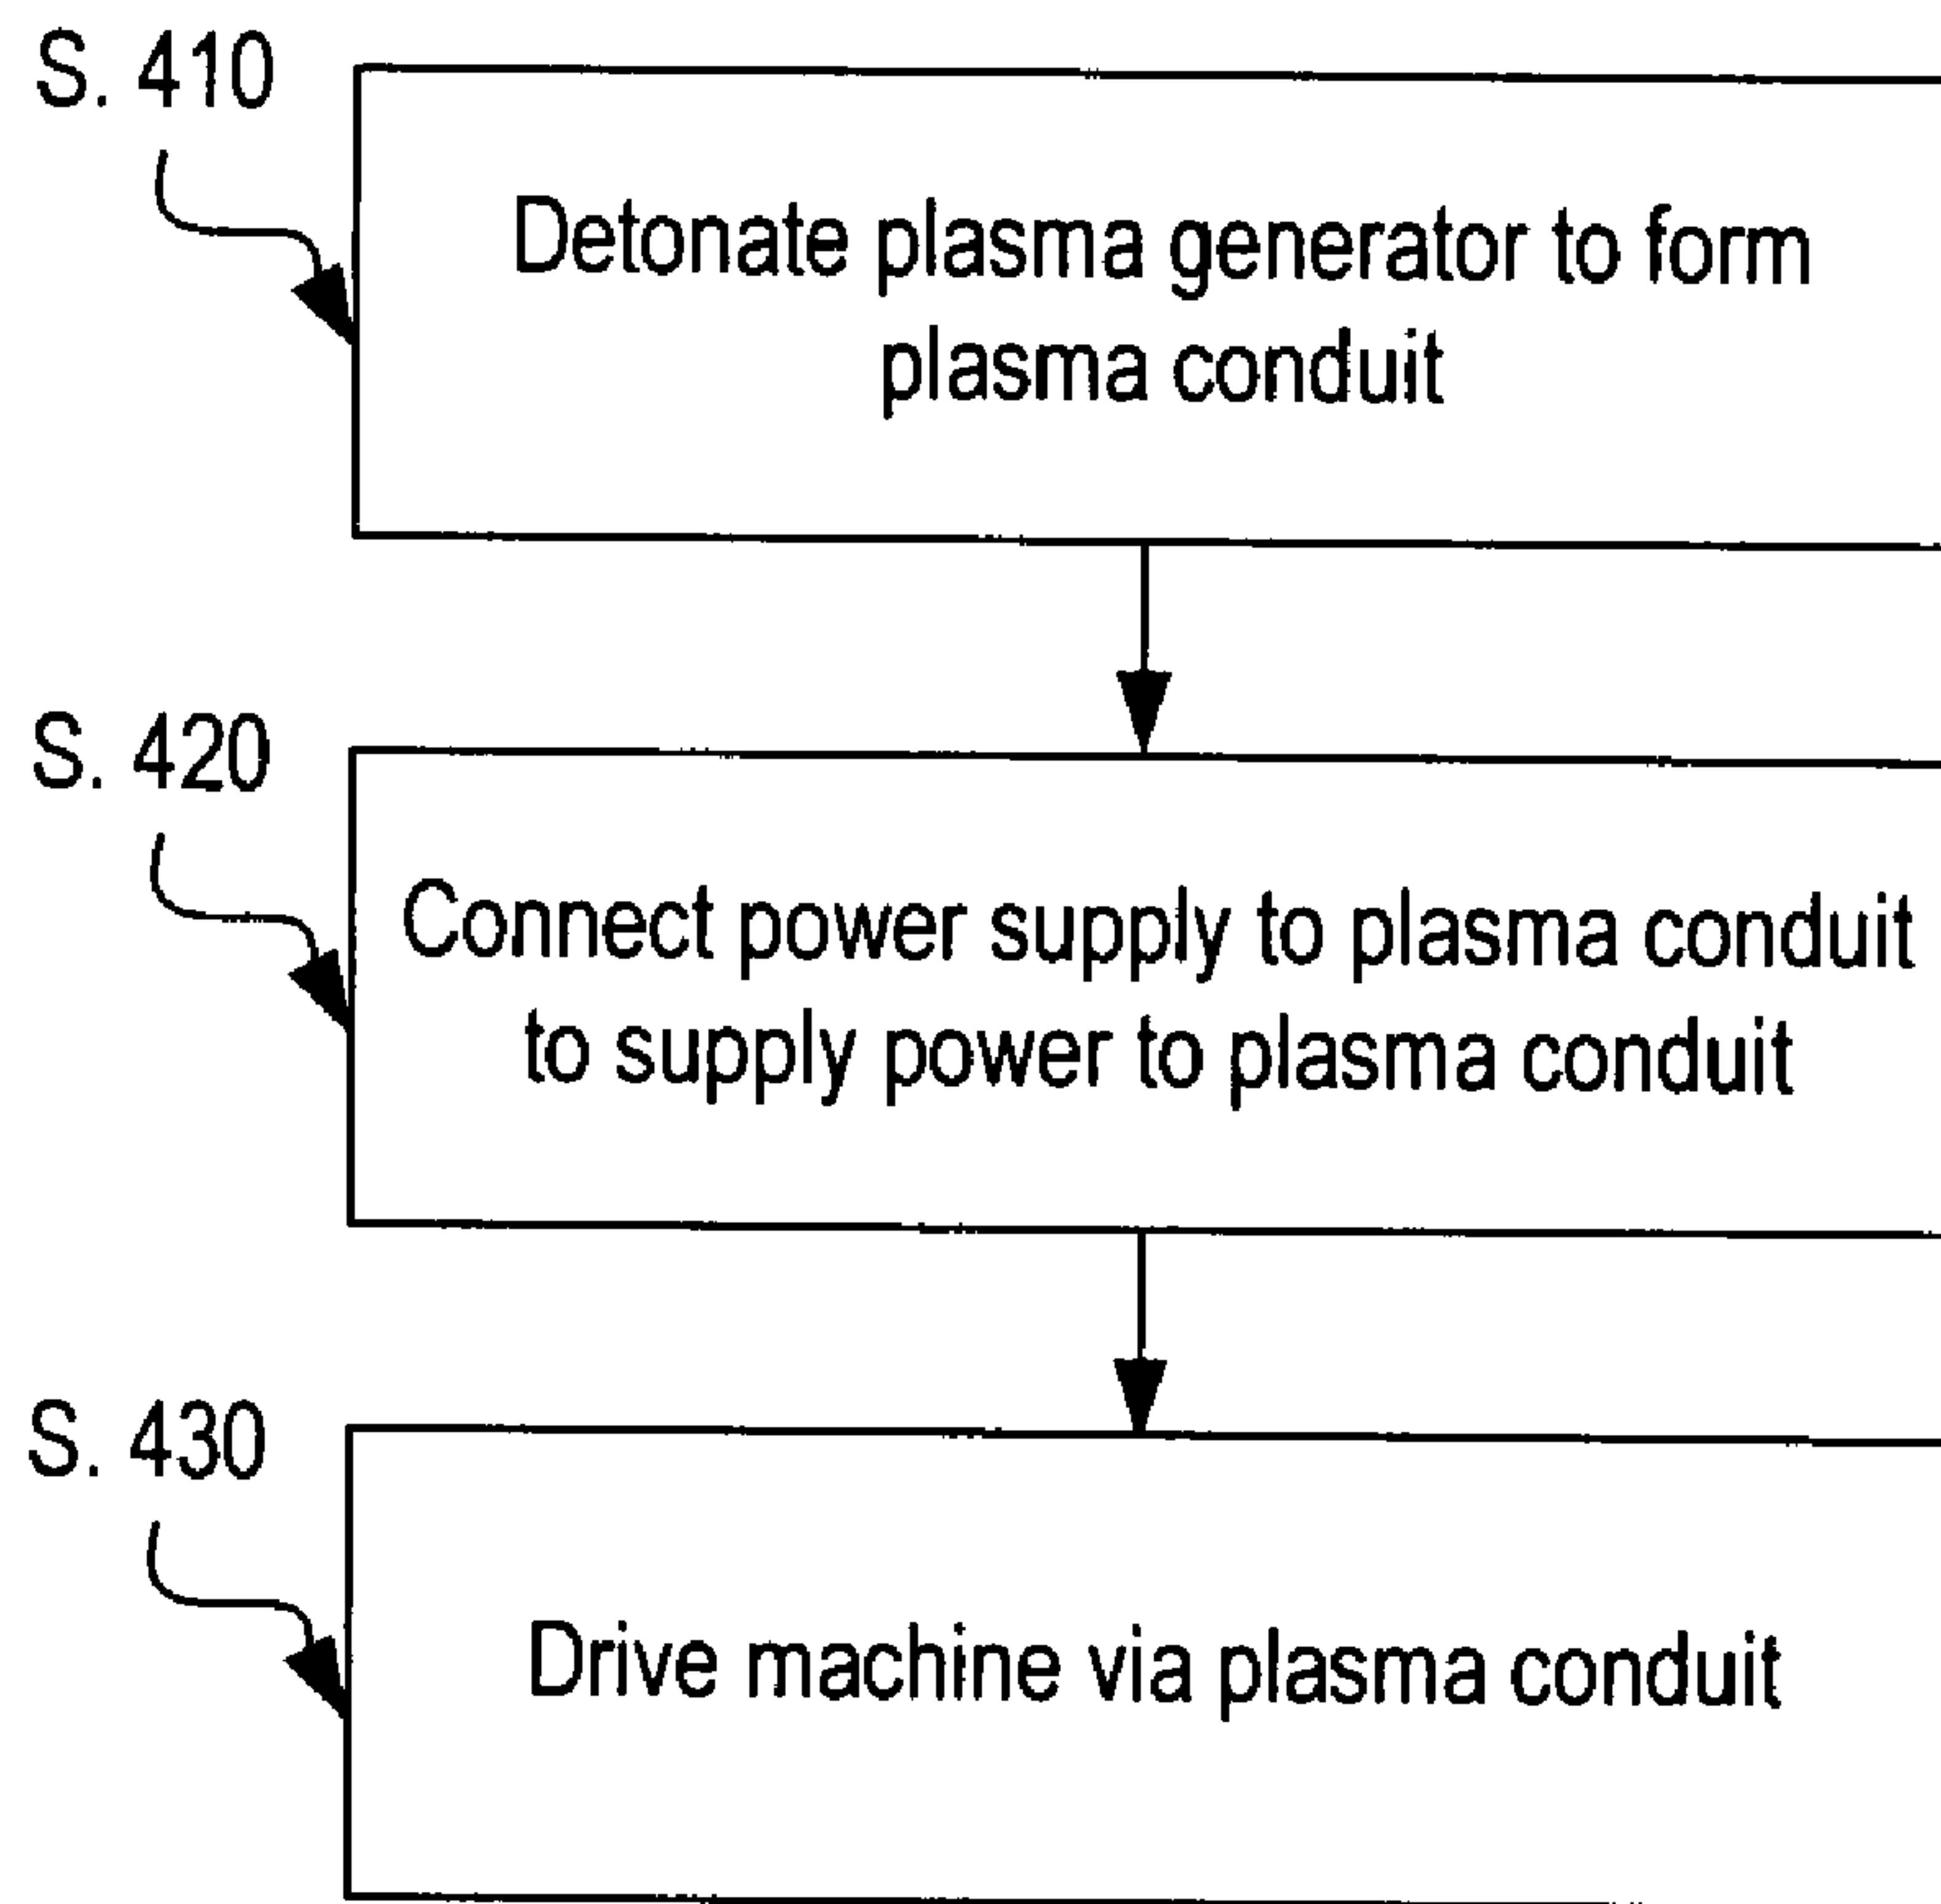 S. 410
Detonate plasma generator to form
plasma conduit
S. 420
Connect power supply to plasma conduit
to supply power to plasma conduit
S. 430
Drive machine via plasma conduit